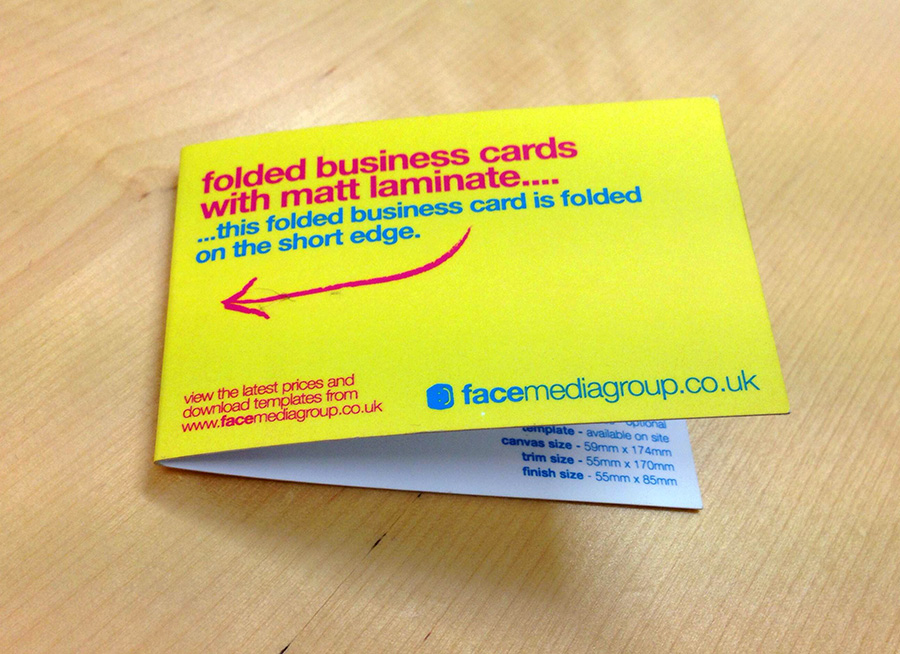 folded business cards
with matt laminate....
...this folded business card is folded
on the short edge.
view the latest prices and
download templates from
www.facemediagroup.co.uk
facemediagroup.co.uk
optional
template - available on site
canvas size - 59mm x 174mm
trim size - 55mm x 170mm
finish size - 55mm x 85mm